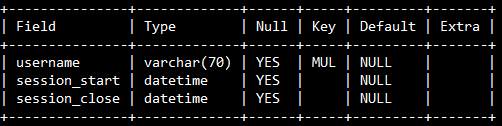 +---------------+-------------+------+-----+---------+-------+
| Field         | Type        | Null | Key | Default | Extra |
+---------------+-------------+------+-----+---------+-------+
| username      | varchar(70) | YES  | MUL | NULL    |       |
| session_start | datetime    | YES  |     | NULL    |       |
| session_close | datetime    | YES  |     | NULL    |       |
+---------------+-------------+------+-----+---------+-------+